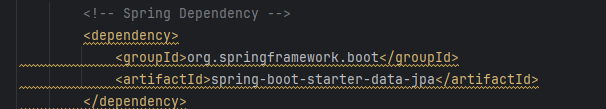 <!-- Spring Dependency -->
<dependency>
<groupId>org.springframework.boot</groupId>
<artifactId>spring-boot-starter-data-jpa</artifactId>
</dependency>